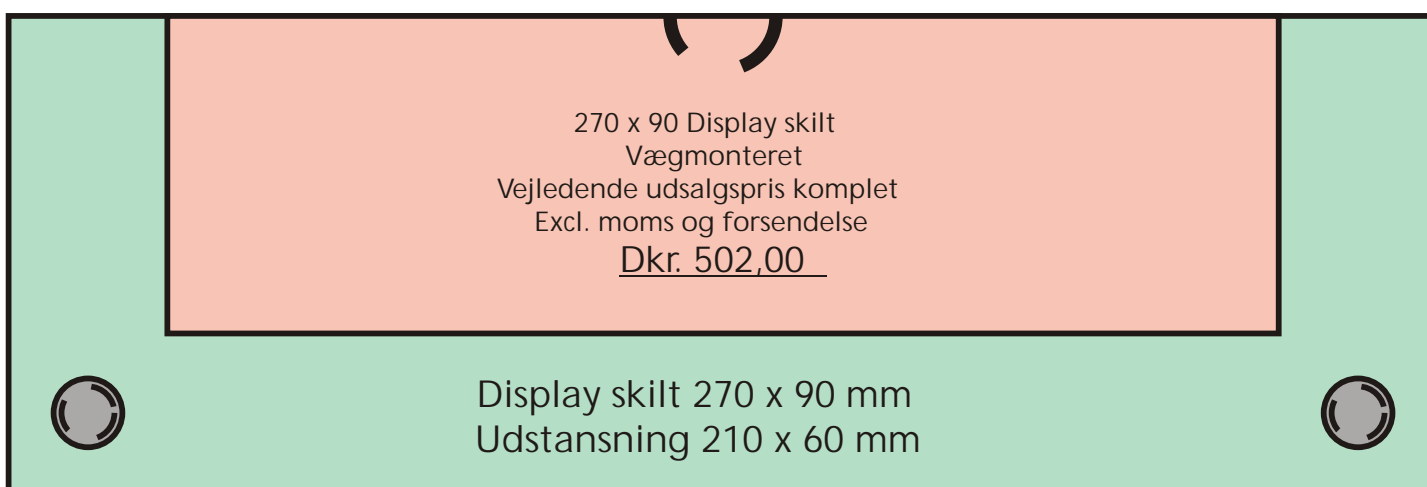 270 x 90 Display skilt
Vægmonteret
Vejledende udsalgspris komplet
Excl. moms og forsendelse
Dkr. 502,00
Display skilt 270 x 90 mm
Udstansning 210 x 60 mm